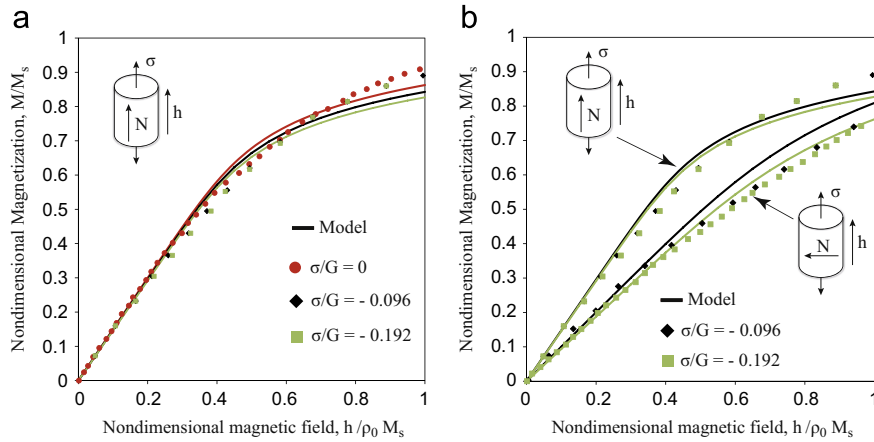 a
Nondimensional Magnetization, M/Mₛ
1
0.9
0.8
0.7
0.6
0.5
0.4
0.3
0.2
0.1
0
0 0.2 0.4 0.6 0.8 1
Nondimensional magnetic field, h /ρ₀ Mₛ
σ
N
h
Model
σ/G = 0
σ/G = - 0.096
σ/G = - 0.192
b
Nondimensional Magnetization, M/Mₛ
1
0.9
0.8
0.7
0.6
0.5
0.4
0.3
0.2
0.1
0
0 0.2 0.4 0.6 0.8 1
Nondimensional magnetic field, h /ρ₀ Mₛ
σ
N
h
σ
N
h
Model
σ/G = - 0.096
σ/G = - 0.192